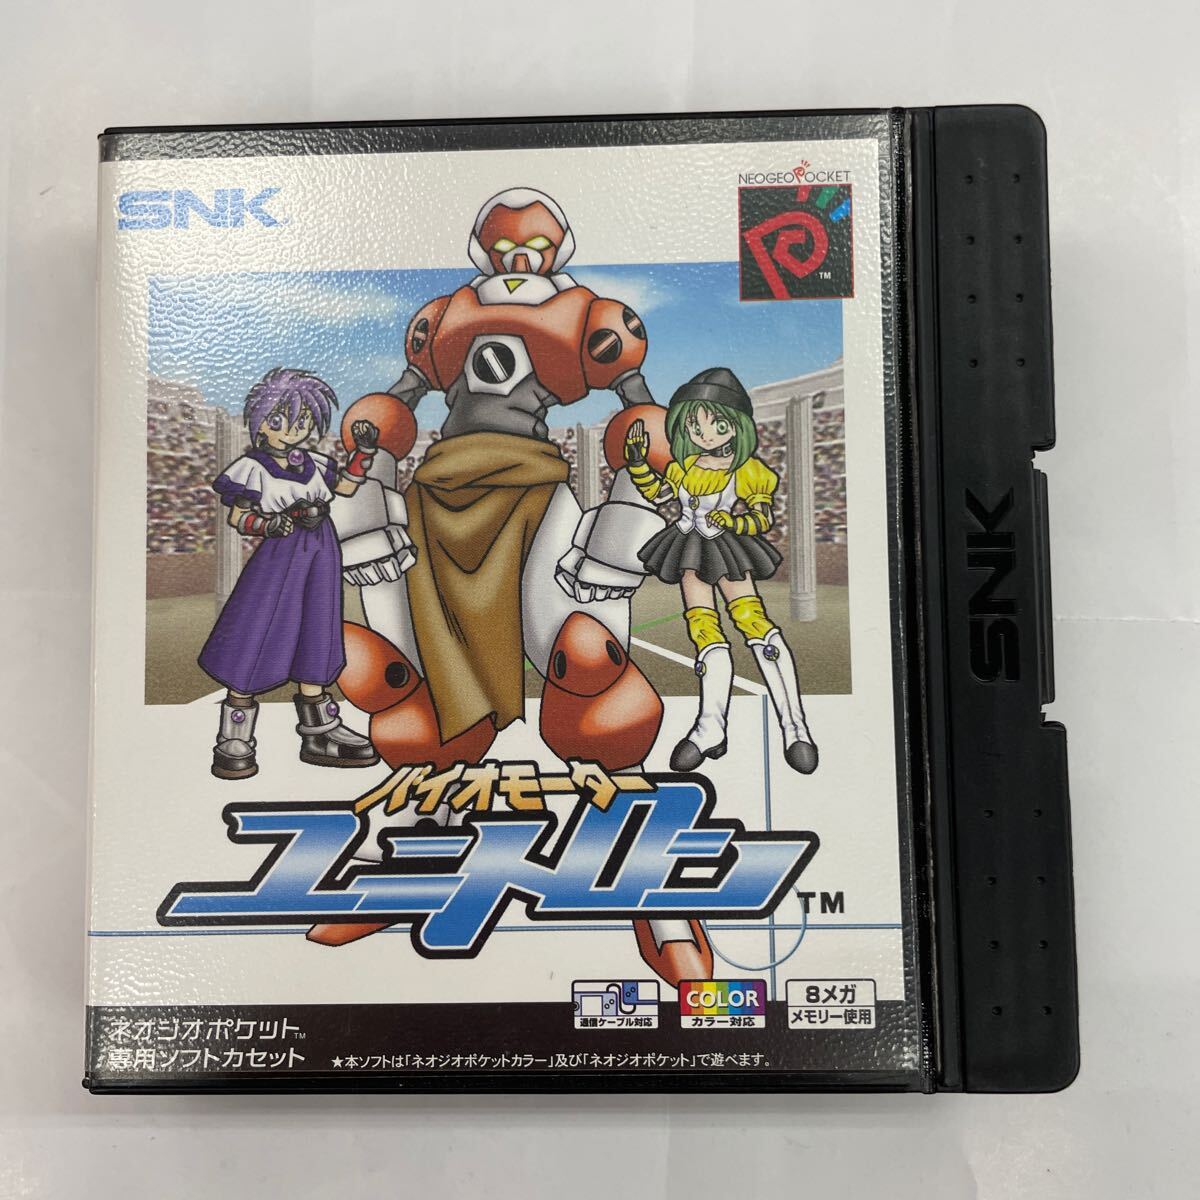 SNK
NEOGEO POCKET
TM
SNK
バイオモーター
ユニトロン
TM
通信ケーブル対応
COLOR
カラー対応
8メガ
メモリー使用
ネオジオポケット TM
専用ソフトカセット
★本ソフトは「ネオジオポケットカラー」及び「ネオジオポケット」で遊べます。